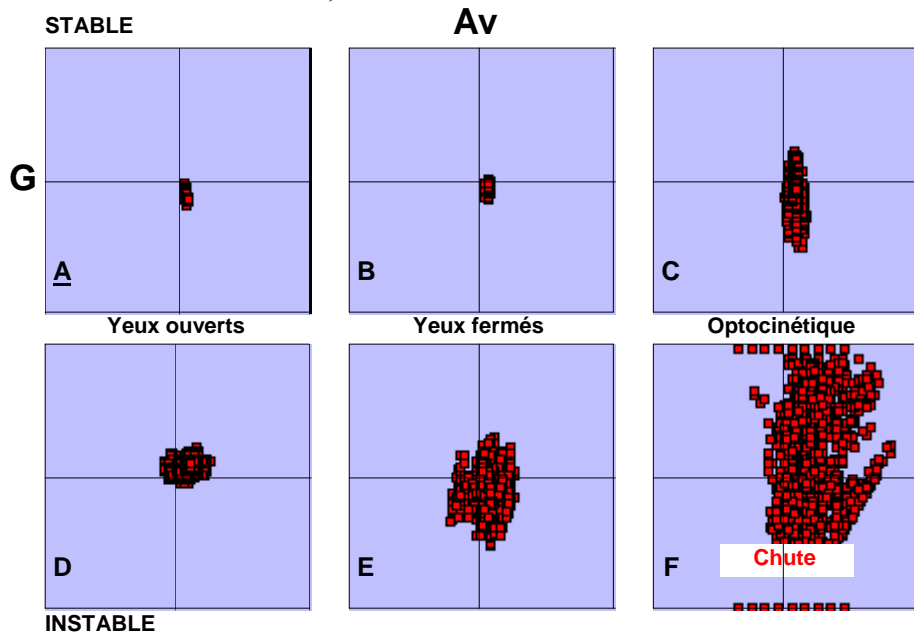 STABLE
Av
G
A
B
C
Yeux ouverts
Yeux fermés
Optocinétique
D
E
F
Chute
INSTABLE